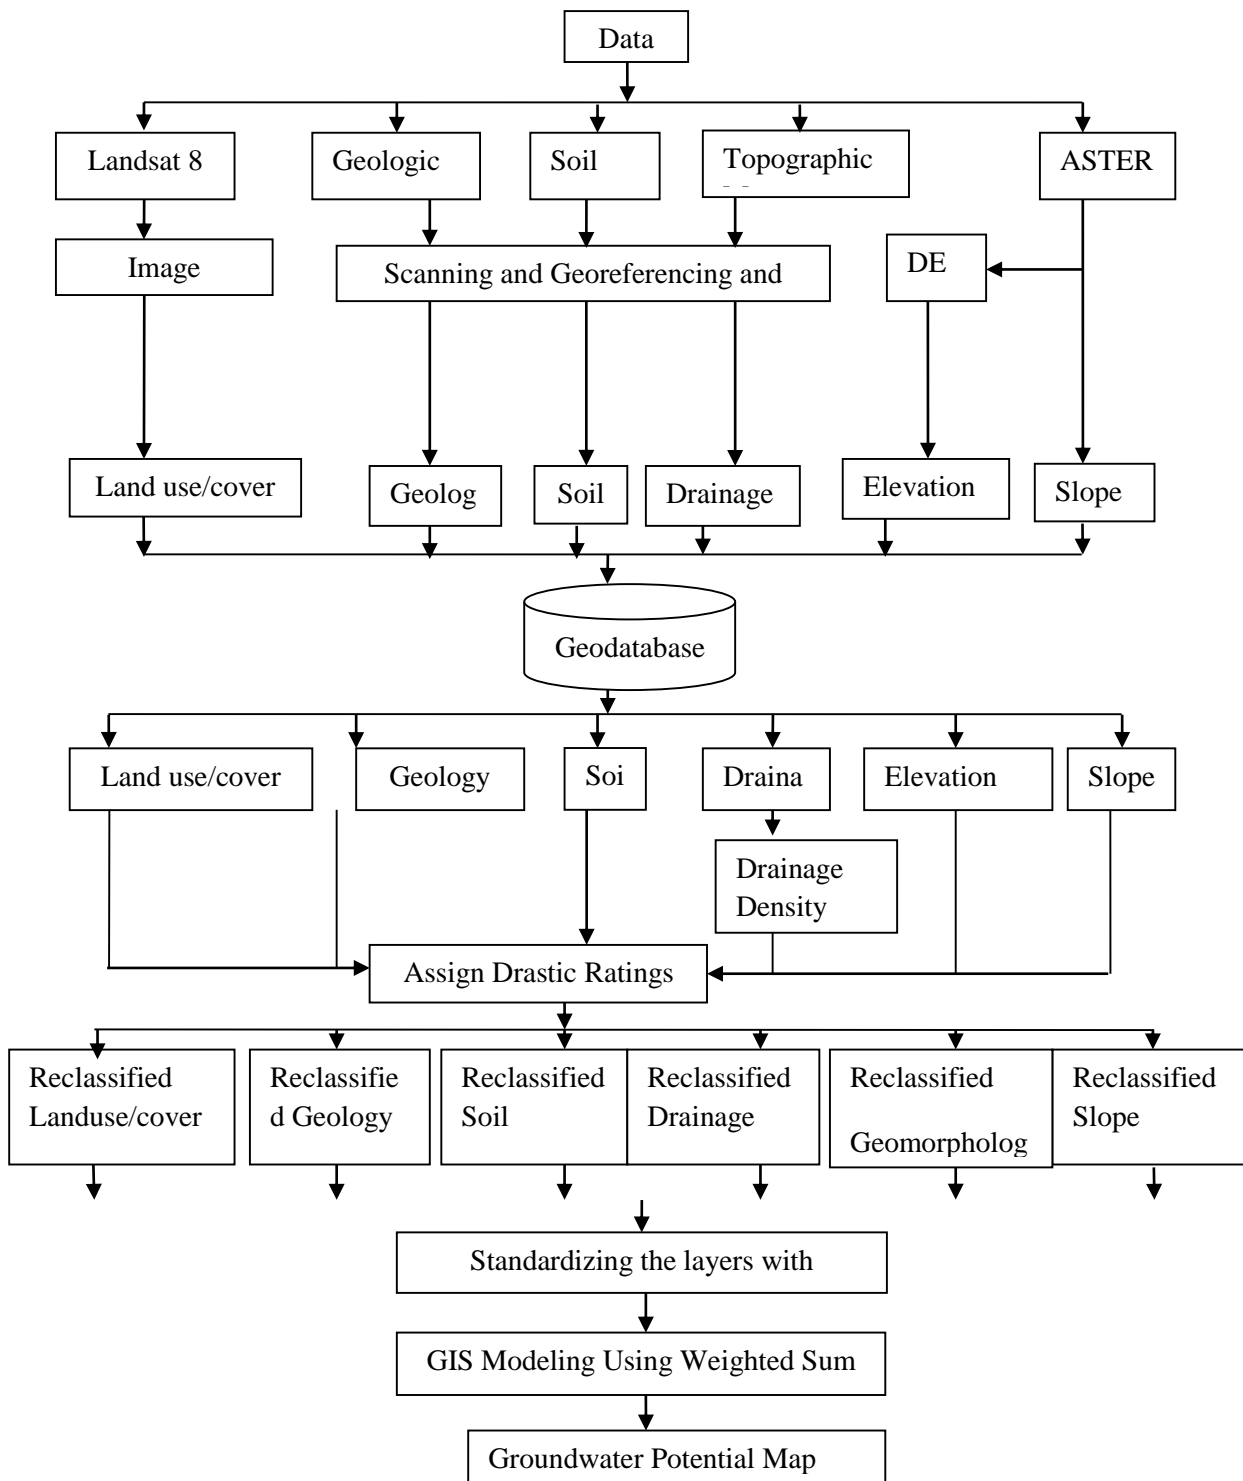 Data
Landsat 8
Geologic
Soil
Topographic
ASTER
Image
Scanning and Georeferencing and
DE
Land use/cover
Geolog
Soil
Drainage
Elevation
Slope
Geodatabase
Land use/cover
Geology
Soi
Draina
Elevation
Slope
Drainage
Density
Assign Drastic Ratings
Reclassified
Landuse/cover
Reclassifie
d Geology
Reclassified
Soil
Reclassified
Drainage
Reclassified
Geomorpholog
Reclassified
Slope
Standardizing the layers with
GIS Modeling Using Weighted Sum
Groundwater Potential Map